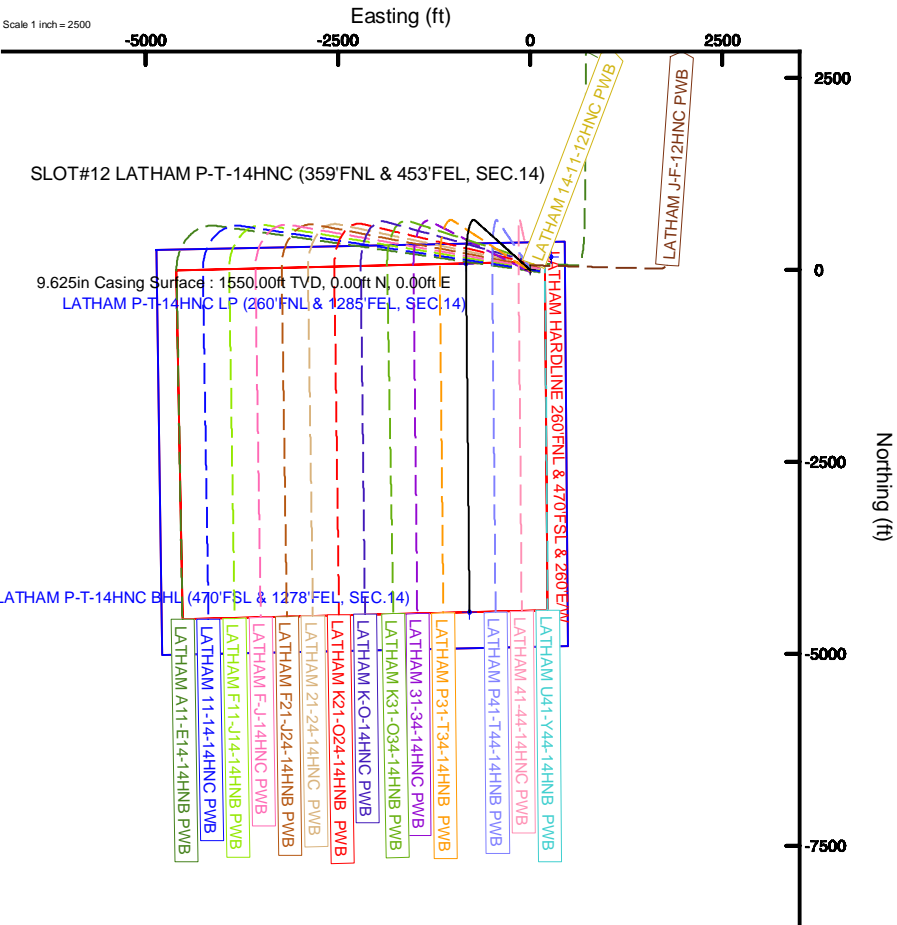 Scale 1 inch = 2500
Easting (ft)
-5000
-2500
0
2500
2500
0
-2500
-5000
-7500
Northing (ft)
LATHAM 14-11-12HNC PWB
LATHAM J-F-12HNC PWB
SLOT#12 LATHAM P-T-14HNC (359'FNL & 453'FEL, SEC.14)
9.625in Casing Surface : 1550.00ft TVD, 0.00ft N, 0.00ft E
LATHAM P-T-14HNC LP (260'FNL & 1285'FEL, SEC.14)
LATHAM HARDLINE 260'FNL & 470'FSL & 260'E/W
LATHAM P-T-14HNC BHL (470'FSL & 1278'FEL, SEC.14)
LATHAM A11-E14-14HNB PWB
LATHAM 11-14-14HNC PWB
LATHAM F11-J14-14HNB PWB
LATHAM F-J-14HNC PWB
LATHAM F21-J24-14HNB PWB
LATHAM 21-24-14HNC PWB
LATHAM K21-O24-14HNB PWB
LATHAM K-O-14HNC PWB
LATHAM K31-O34-14HNB PWB
LATHAM 31-34-14HNC PWB
LATHAM P31-T34-14HNB PWB
LATHAM P41-T44-14HNB PWB
LATHAM 41-44-14HNC PWB
LATHAM U41-Y44-14HNB PWB